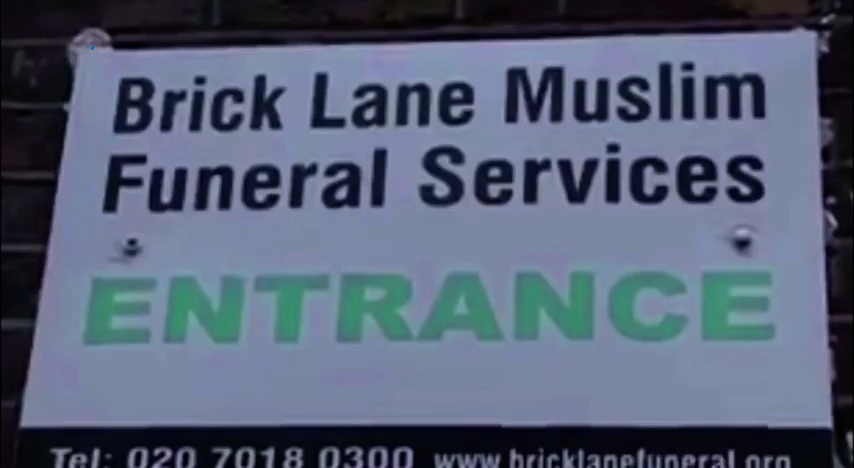 Brick Lane Muslim
Funeral Services
ENTRANCE
Tel: 020 7018 0300 www.bricklanefuneral.org